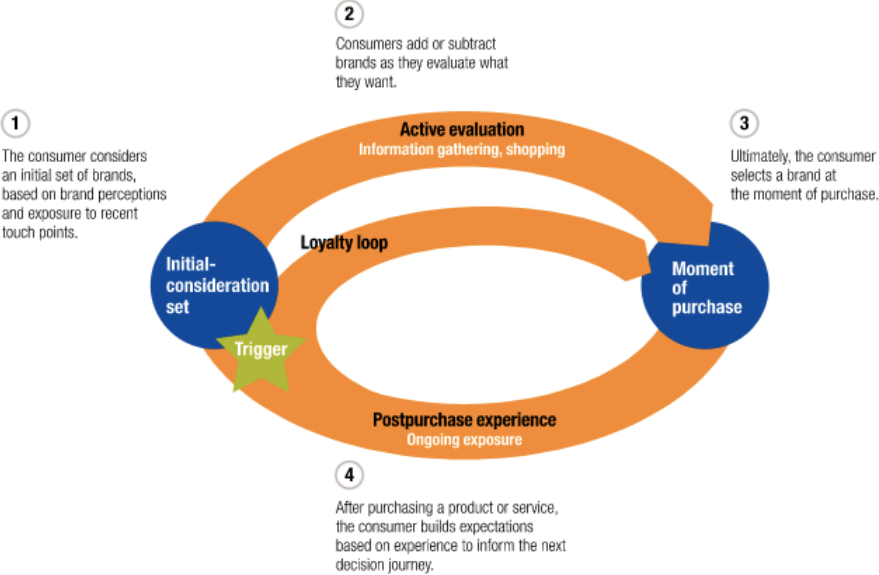 1
The consumer considers
an initial set of brands,
based on brand perceptions
and exposure to recent
touch points.
2
Consumers add or subtract
brands as they evaluate what
they want.
3
Ultimately, the consumer
selects a brand at
the moment of purchase.
Active evaluation
Information gathering, shopping
Loyalty loop
Initial-
consideration
set
Trigger
Moment
of
purchase
Postpurchase experience
Ongoing exposure
4
After purchasing a product or service,
the consumer builds expectations
based on experience to inform the next
decision journey.